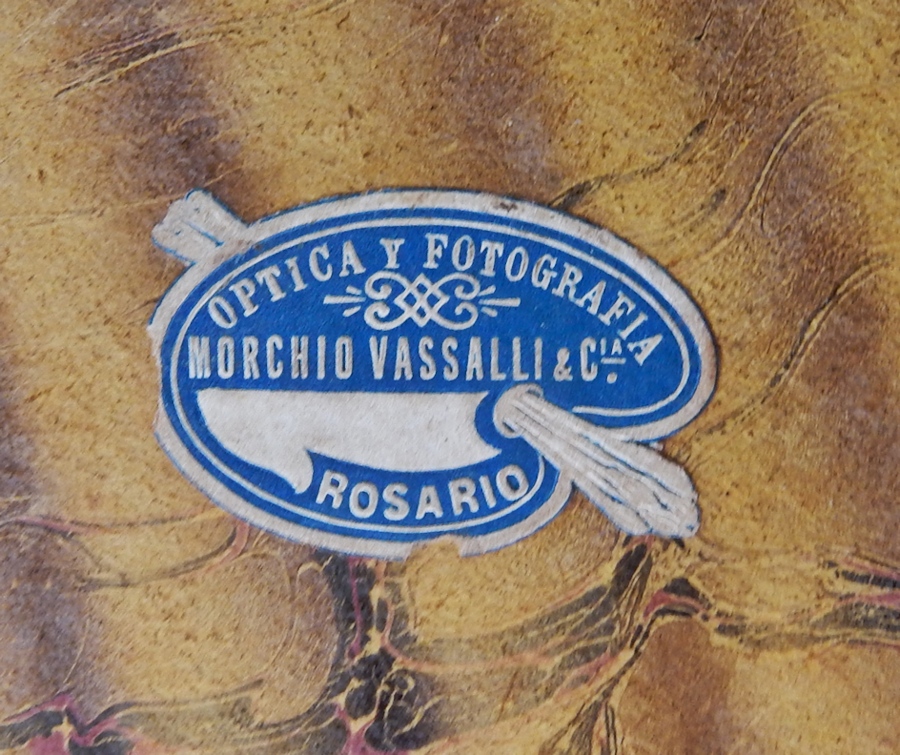 OPTICA Y FOTOGRAFIA
MORCHIO VASSALLI & CIA.
ROSARIO